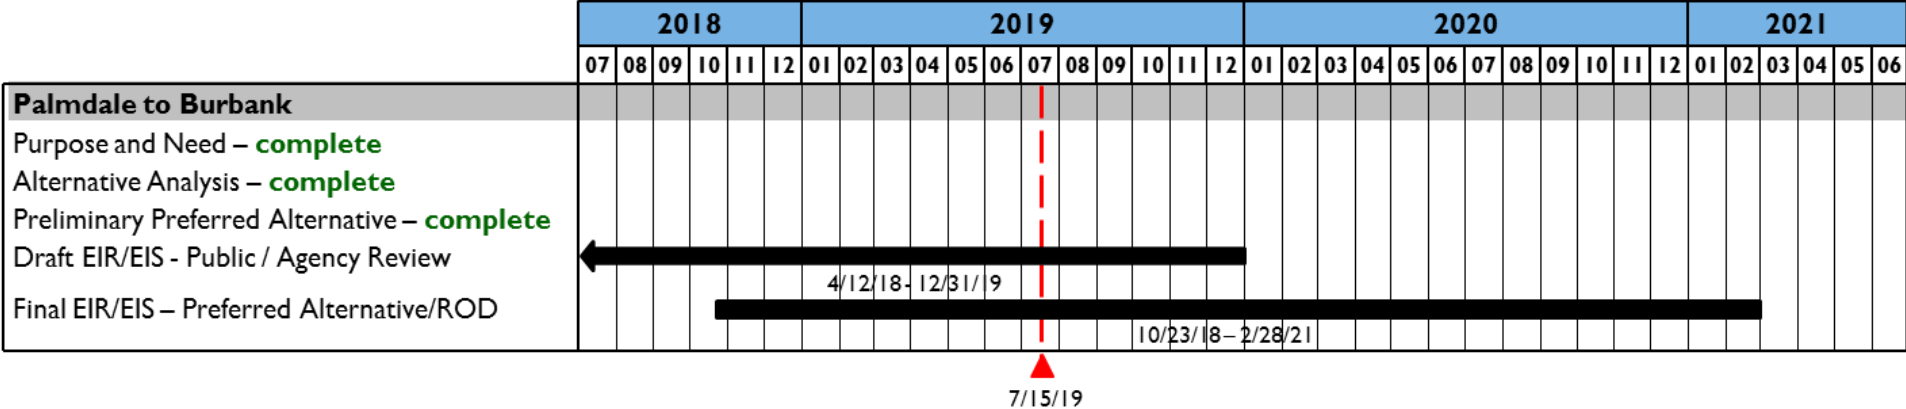 2018 2019 2020 2021
07 08 09 10 11 12 01 02 03 04 05 06 07 08 09 10 11 12 01 02 03 04 05 06 07 08 09 10 11 12 01 02 03 04 05 06
Palmdale to Burbank
Purpose and Need – complete
Alternative Analysis – complete
Preliminary Preferred Alternative – complete
Draft EIR/EIS - Public / Agency Review
4/12/18- 12/31/19
Final EIR/EIS – Preferred Alternative/ROD
10/23/18– 2/28/21
7/15/19